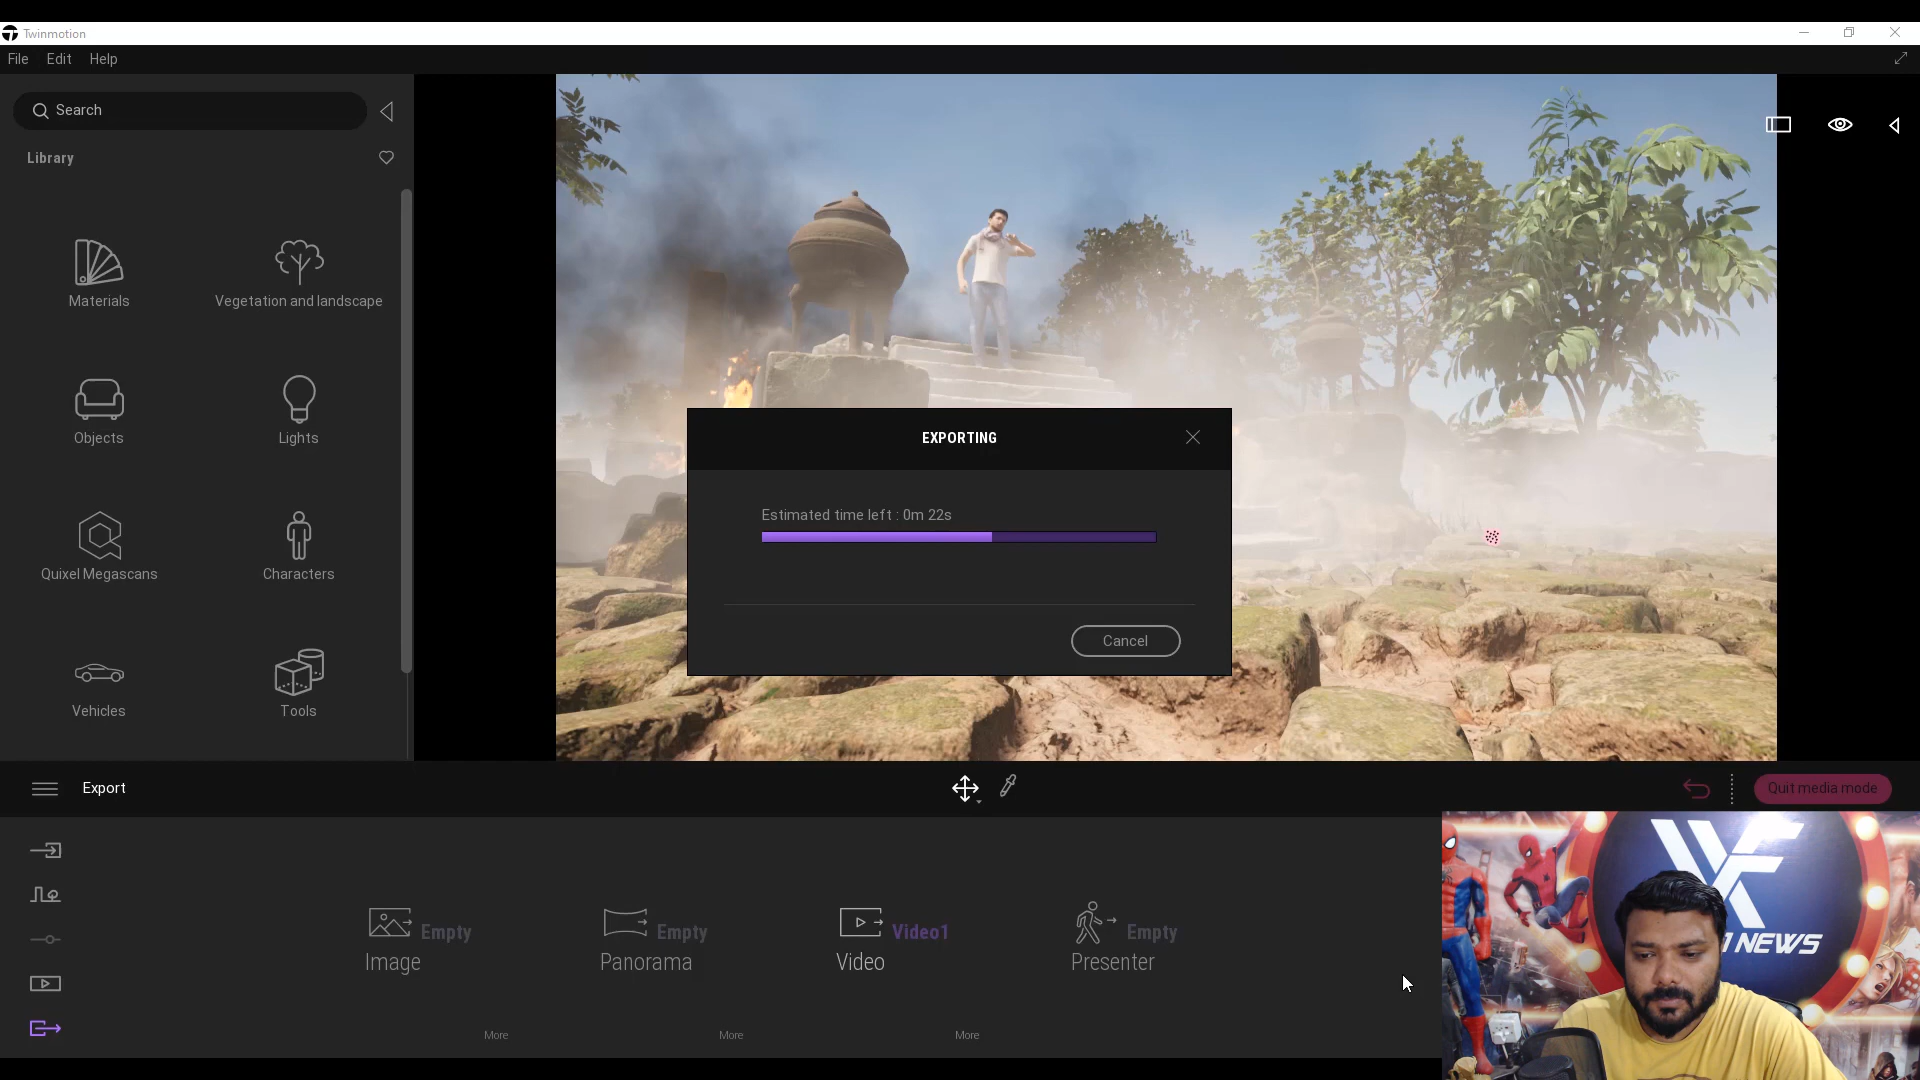 Twinmotion
File Edit Help
Search
Library
Materials
Vegetation and landscape
Objects
Lights
Quixel Megascans
Characters
Vehicles
Tools
EXPORTING
Estimated time left : 0m 22s
Cancel
Export
Quit media mode
Empty
Image
Empty
Panorama
Video1
Video
Empty
Presenter
More
More
More
1 NEWS